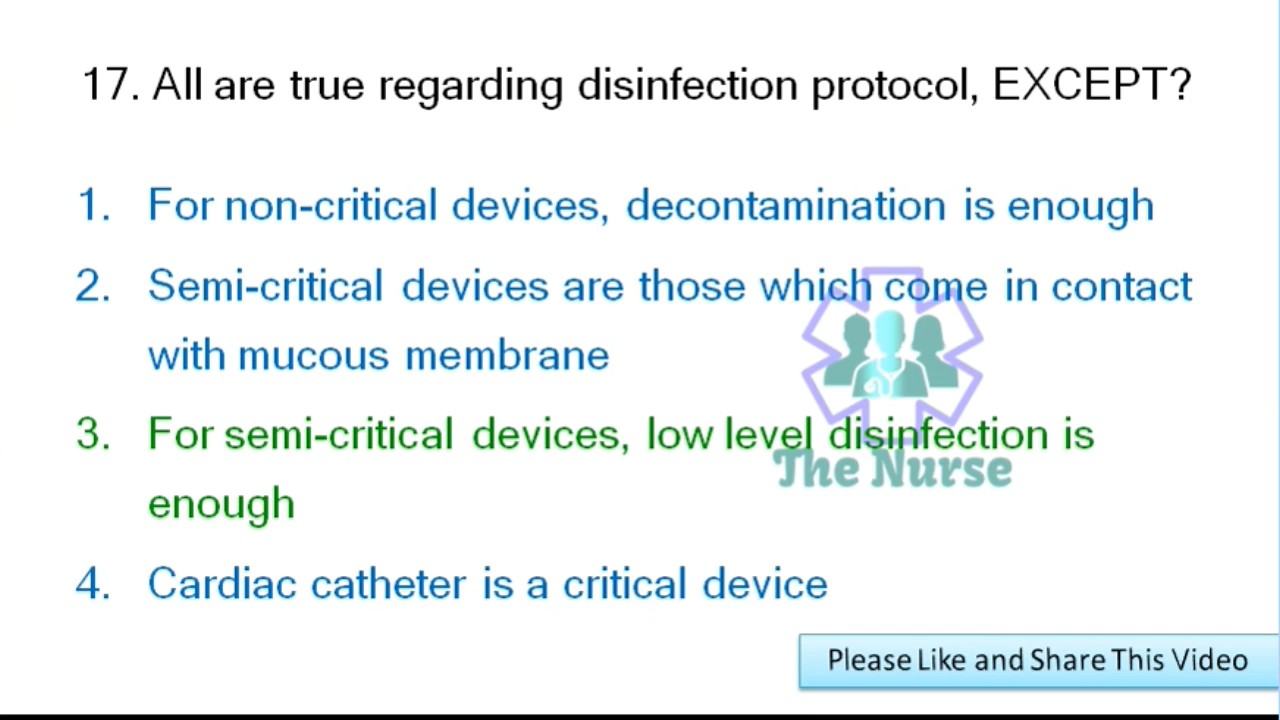 17. All are true regarding disinfection protocol, EXCEPT?
1. For non-critical devices, decontamination is enough
2. Semi-critical devices are those which come in contact
with mucous membrane
3. For semi-critical devices, low level disinfection is
enough
The Nurse
4. Cardiac catheter is a critical device
Please Like and Share This Video